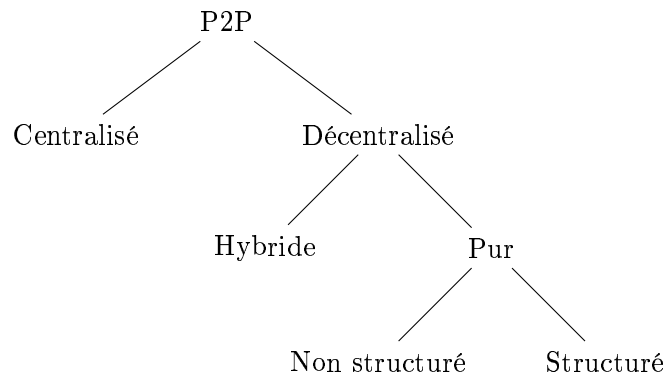 P2P
Centralisé Décentralisé
Hybride Pur
Non structuré Structuré